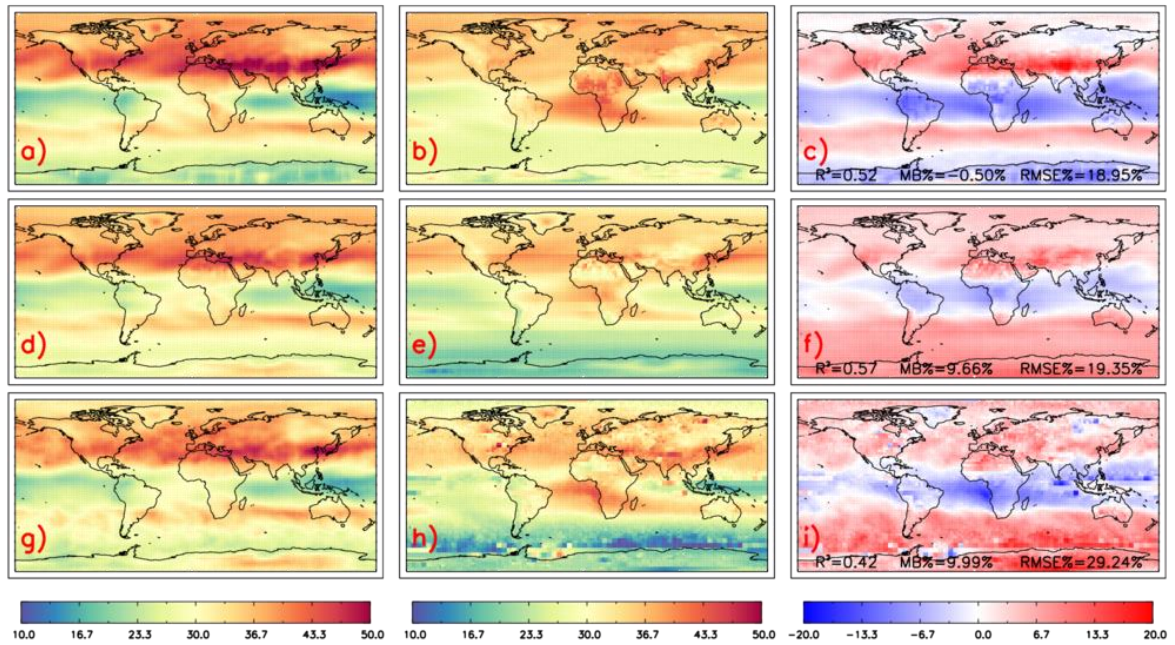 a)
b)
c)
R²=0.52 MB%= −0.50% RMSE%=18.95%
d)
e)
f)
R²=0.57 MB%=9.66% RMSE%=19.35%
g)
h)
i)
R²=0.42 MB%=9.99% RMSE%=29.24%
10.0 16.7 23.3 30.0 36.7 43.3 50.0
10.0 16.7 23.3 30.0 36.7 43.3 50.0
−20.0 −13.3 −6.7 0.0 6.7 13.3 20.0